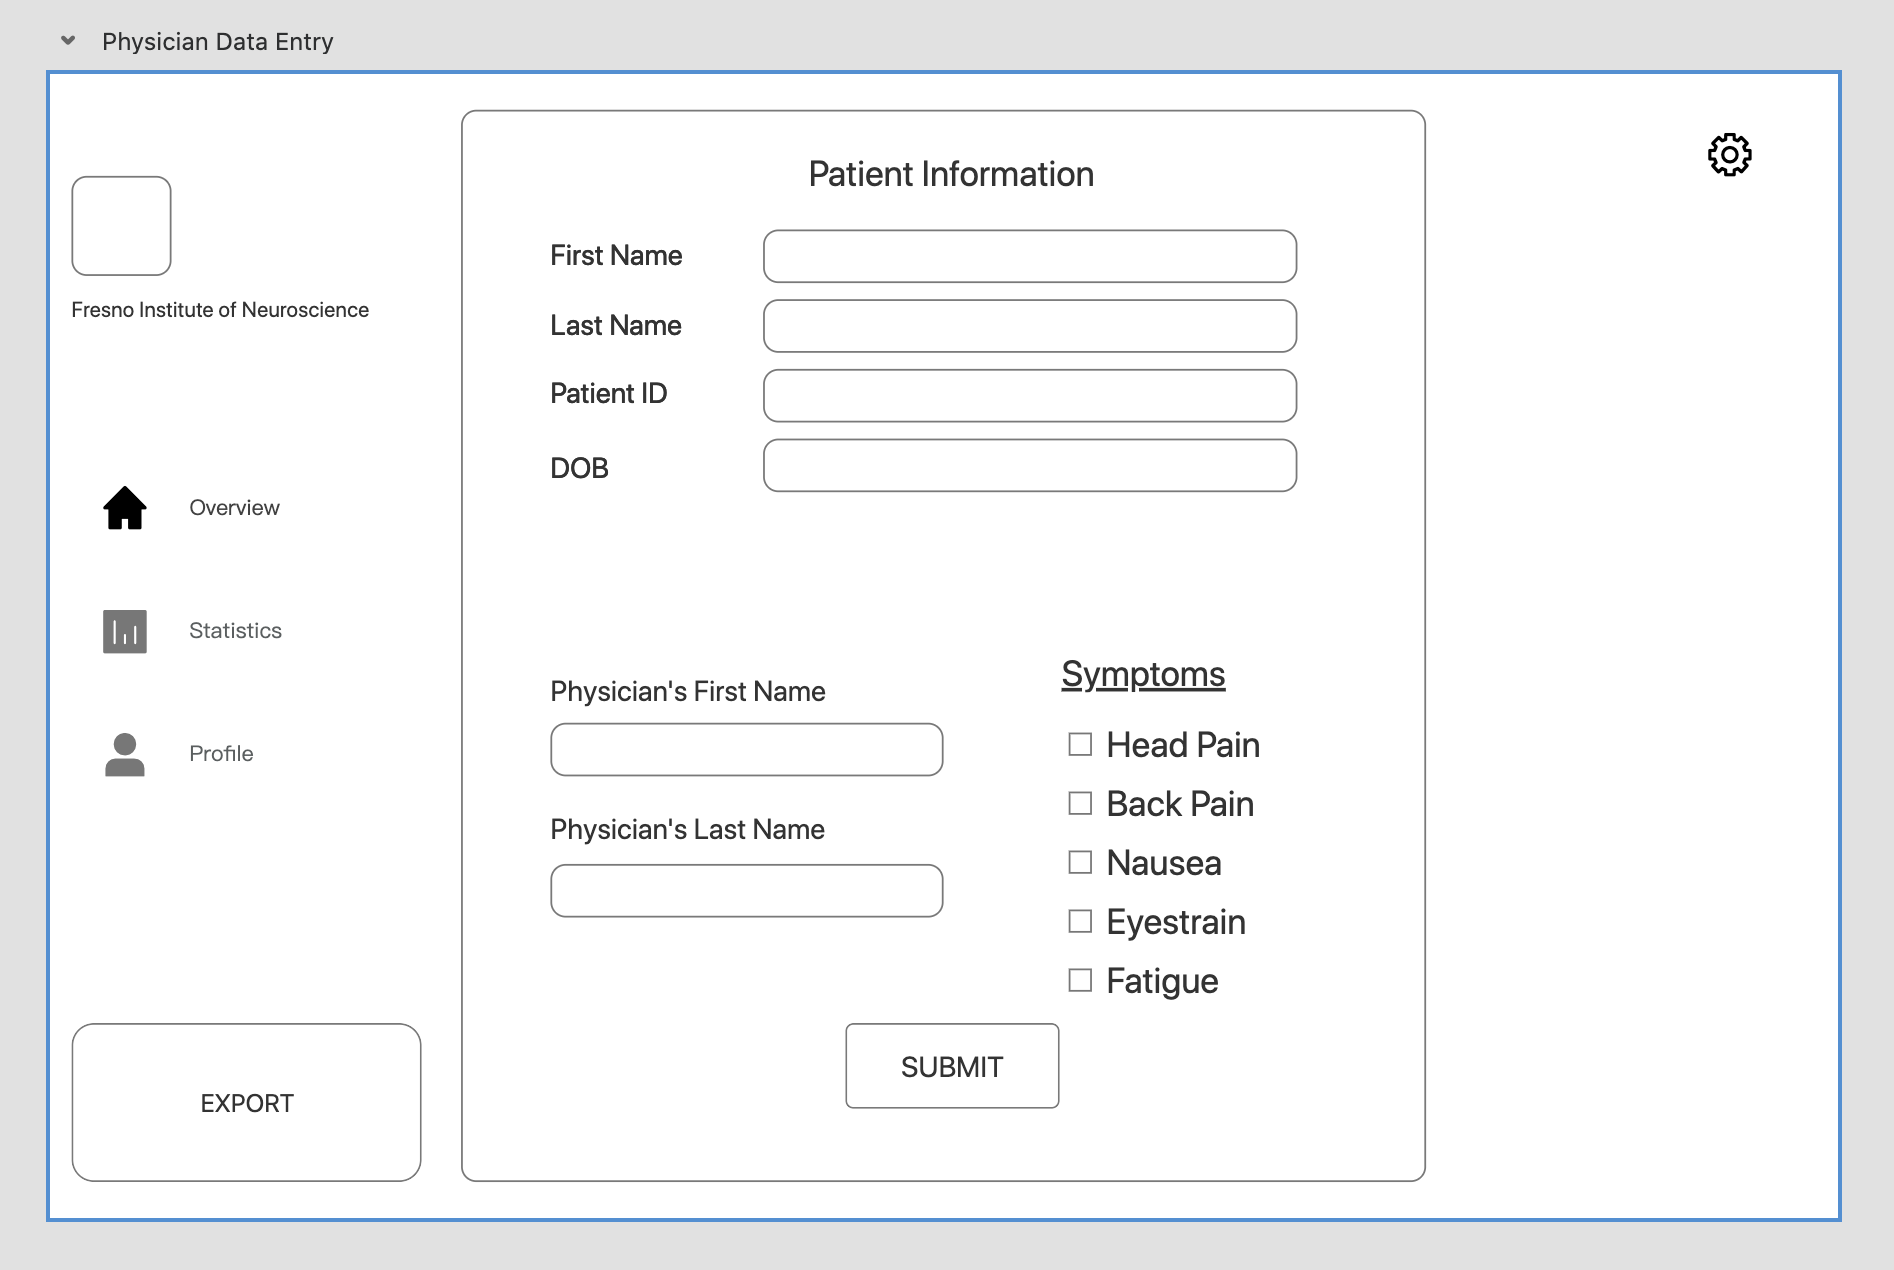 Physician Data Entry
Fresno Institute of Neuroscience
Overview
Statistics
Profile
EXPORT
Patient Information
First Name
Last Name
Patient ID
DOB
Physician's First Name
Physician's Last Name
Symptoms
Head Pain
Back Pain
Nausea
Eyestrain
Fatigue
SUBMIT